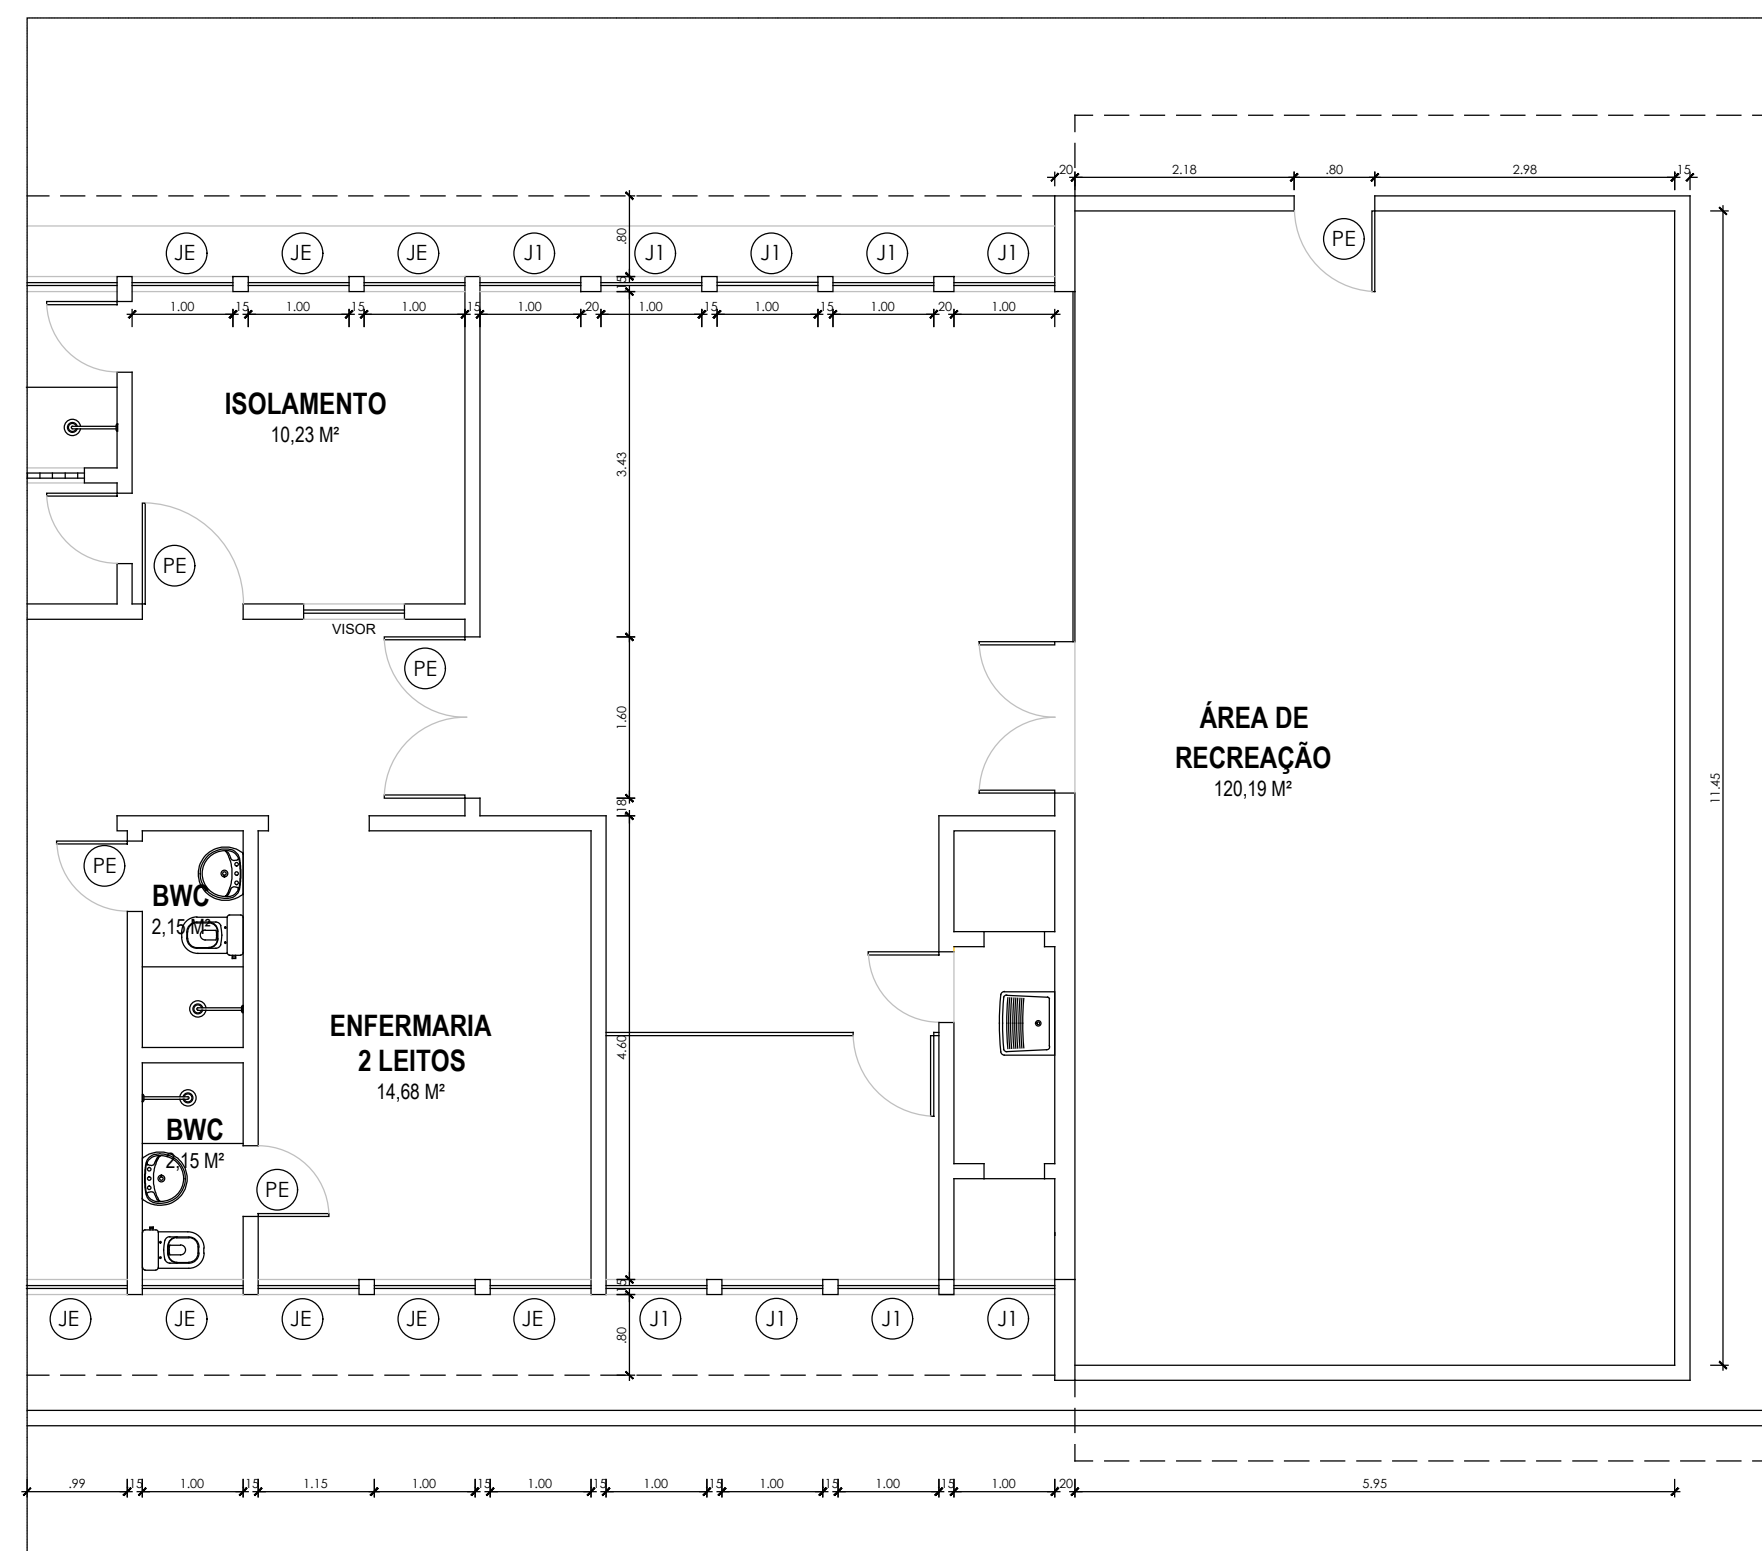 20 2.18 .80 2.98 15
PE
JE JE JE J1 J1 J1 J1 J1
.80
15
1.00 15 1.00 15 1.00 15 1.00 20 1.00 15 1.00 15 1.00 20 1.00
ISOLAMENTO
10,23 M²
3.43
PE
VISOR
PE
1.60
ÁREA DE
RECREAÇÃO
120,19 M²
11.45
18
PE
BWC
2,15 M²
ENFERMARIA
2 LEITOS
14,68 M²
4.60
BWC
2,15 M²
PE
15
JE JE JE JE JE J1 J1 J1 J1
.80
.99 15 1.00 15 1.15 1.00 15 1.00 15 1.00 15 1.00 15 1.00 15 1.00 20 5.95